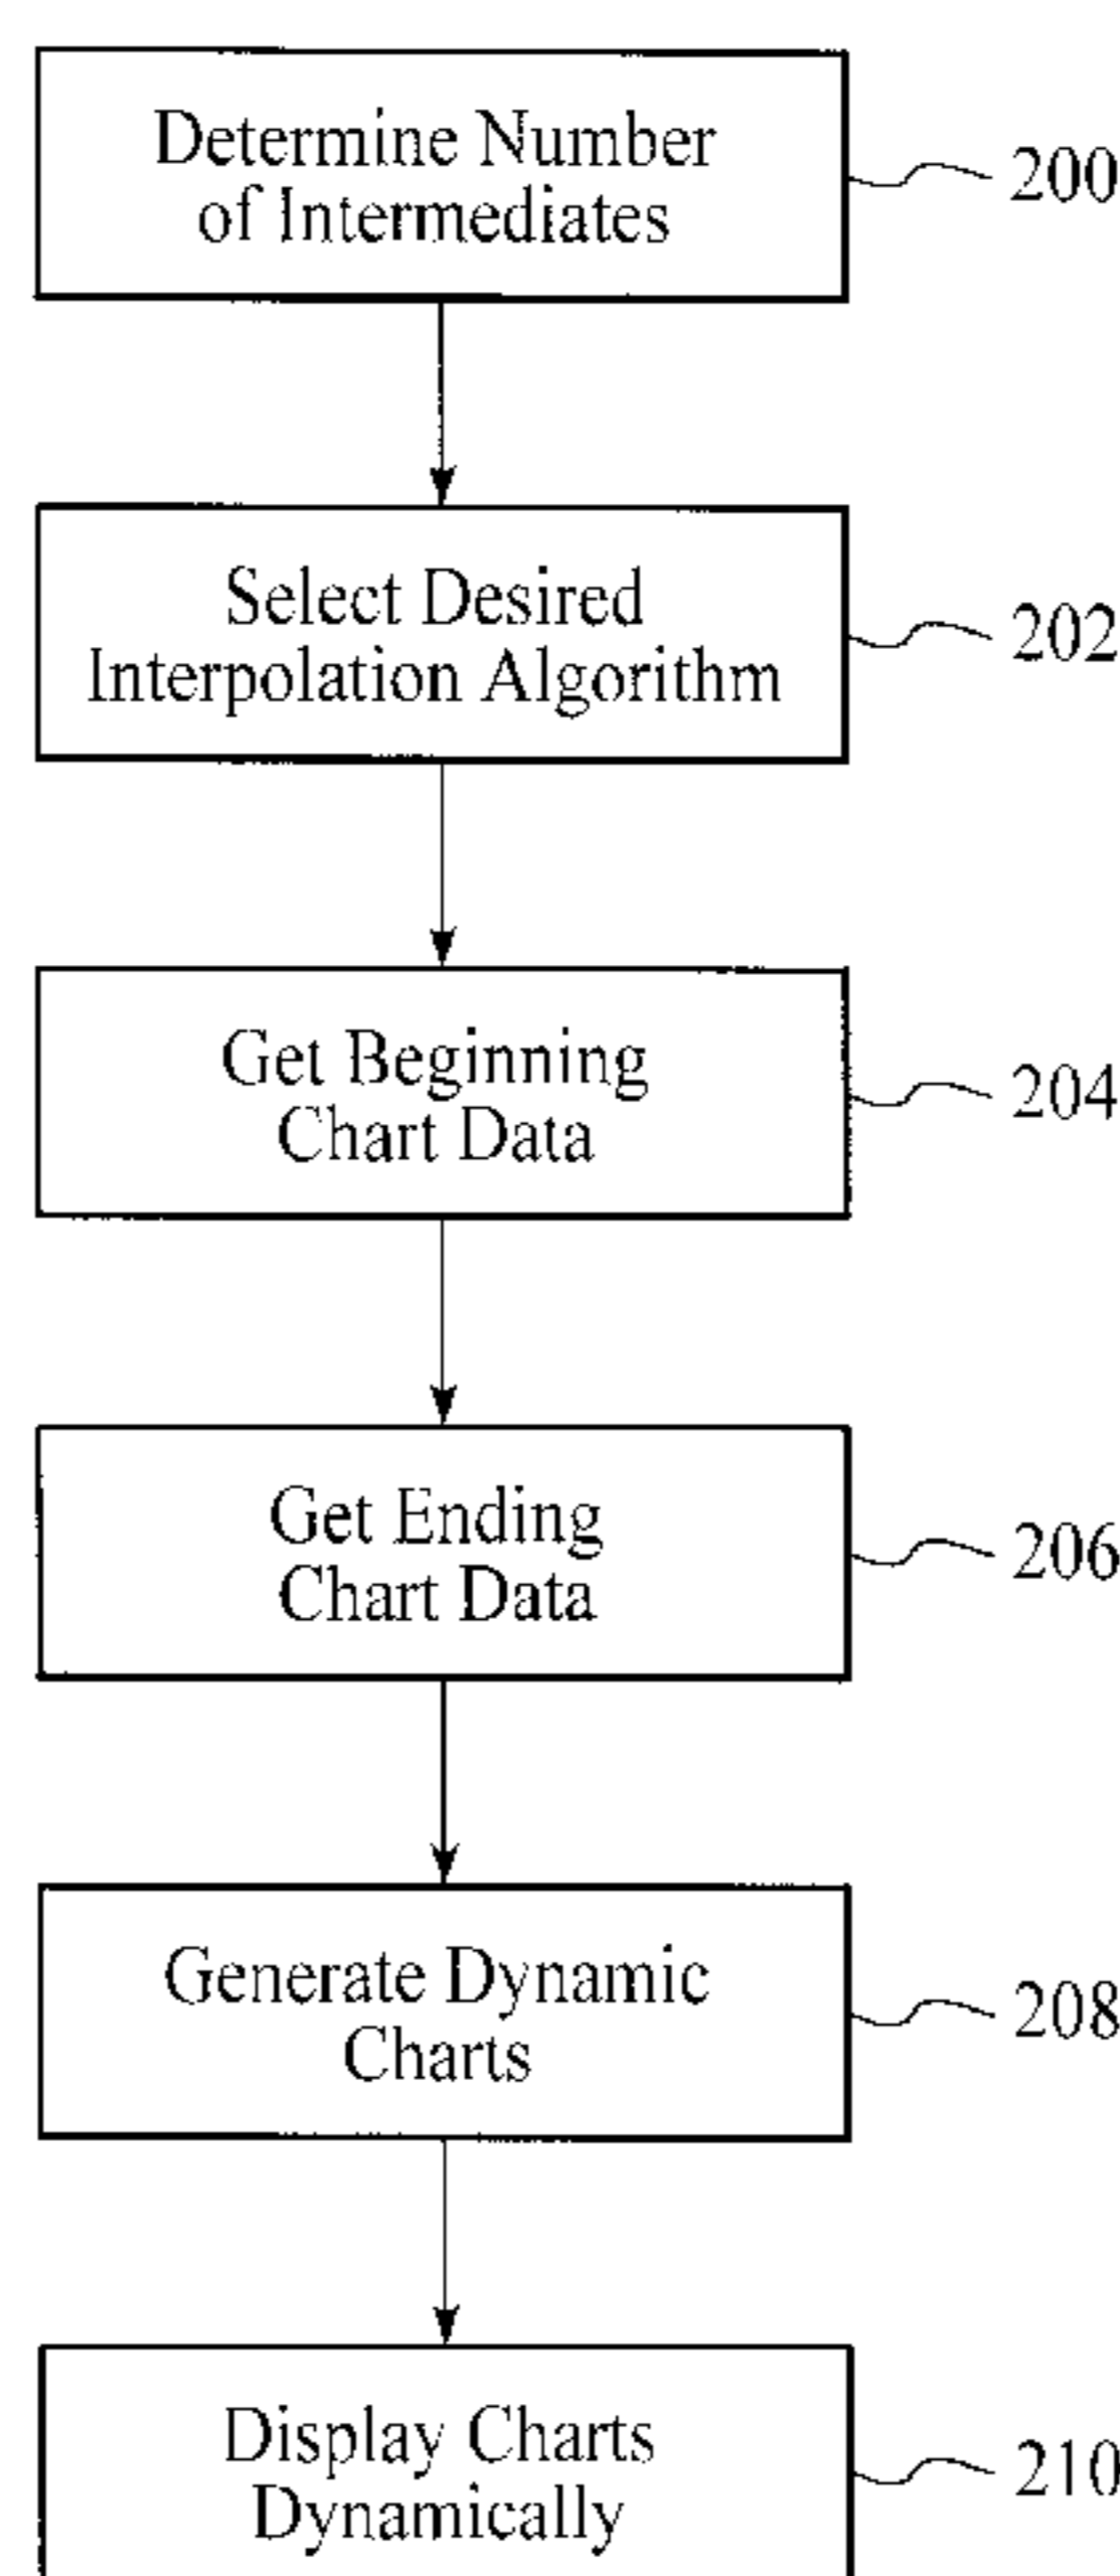 Determine Number
of Intermediates
200
Select Desired
Interpolation Algorithm
202
Get Beginning
Chart Data
204
Get Ending
Chart Data
206
Generate Dynamic
Charts
208
Display Charts
Dynamically
210